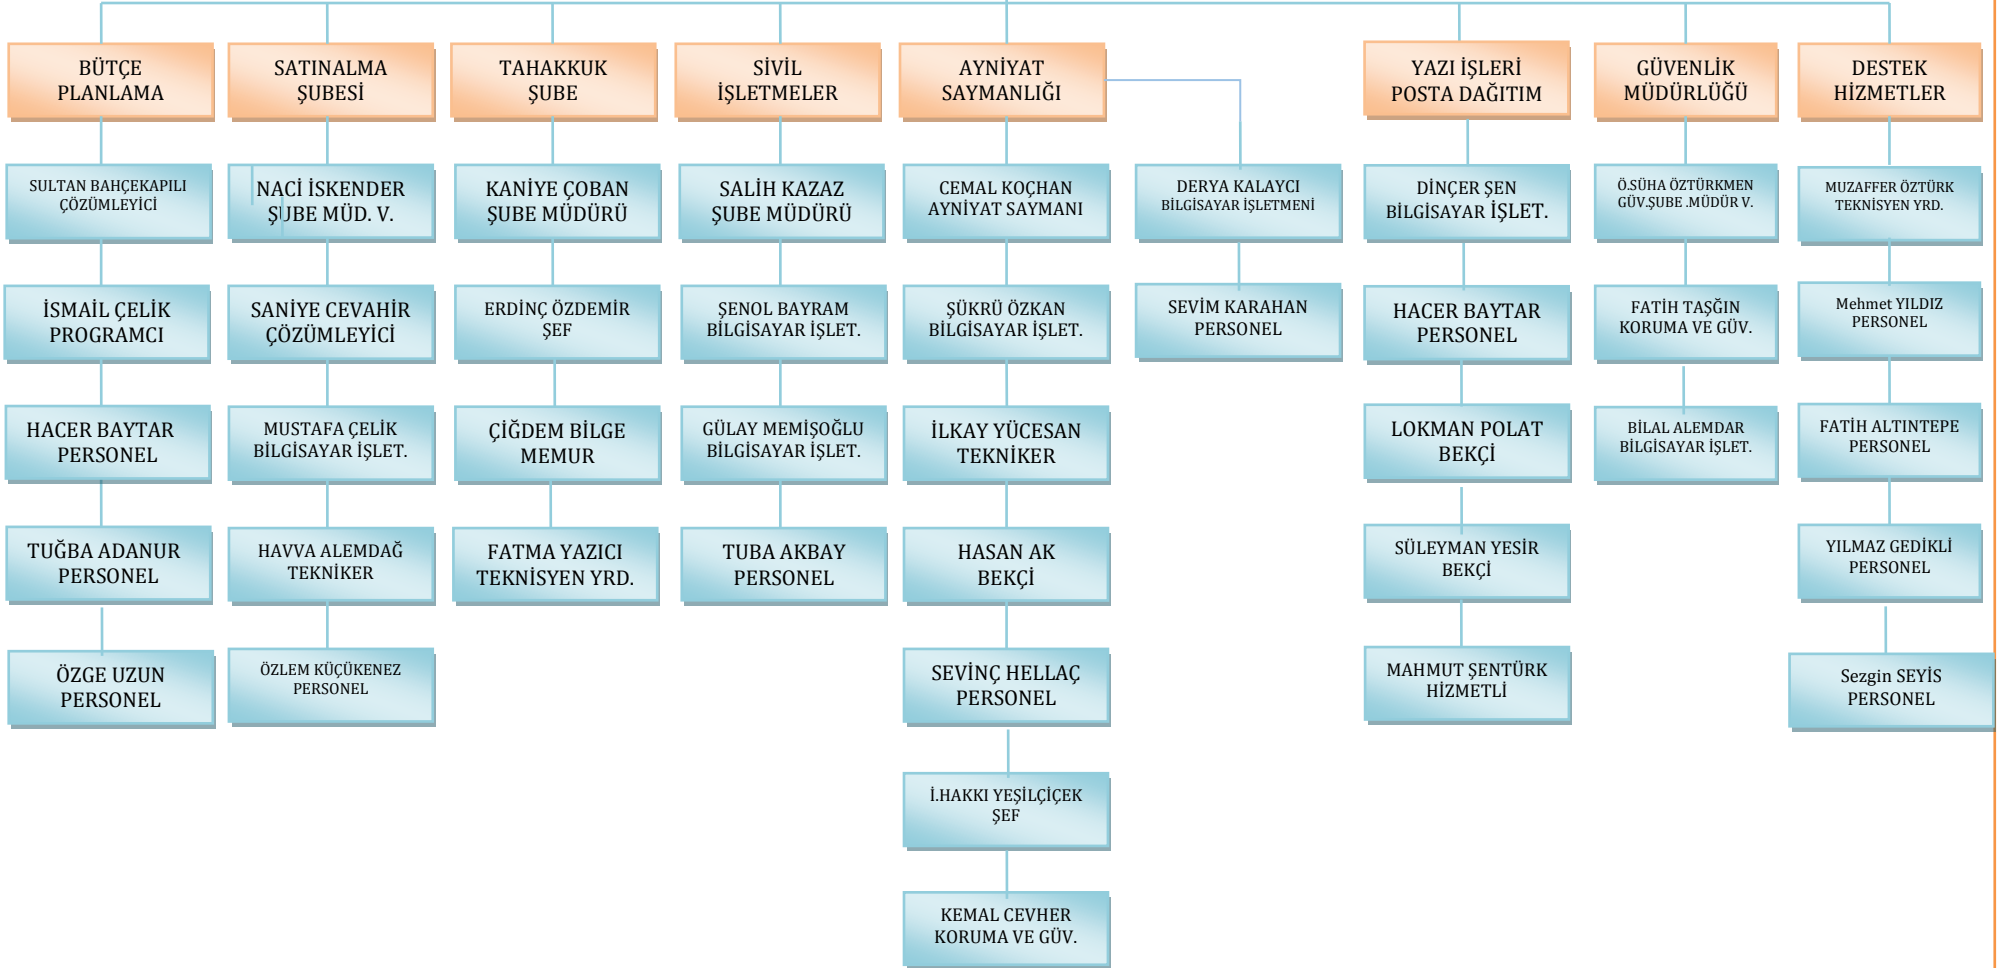 BÜTÇE
PLANLAMA
SATINALMA
ŞUBESİ
TAHAKKUK
ŞUBE
SİVİL
İŞLETMELER
AYNİYAT
SAYMANLIĞI
YAZI İŞLERİ
POSTA DAĞITIM
GÜVENLİK
MÜDÜRLÜĞÜ
DESTEK
HİZMETLER
SULTAN BAHÇEKAPILI
ÇÖZÜMLEYİCİ
NACİ İSKENDER
ŞUBE MÜD. V.
KANİYE ÇOBAN
ŞUBE MÜDÜRÜ
SALİH KAZAZ
ŞUBE MÜDÜRÜ
CEMAL KOÇHAN
AYNİYAT SAYMANI
DERYA KALAYCI
BİLGİSAYAR İŞLETMENİ
DİNÇER ŞEN
BİLGİSAYAR İŞLET.
Ö.SÜHA ÖZTÜRKMEN
GÜV.ŞUBE .MÜDÜR V.
MUZAFFER ÖZTÜRK
TEKNİSYEN YRD.
İSMAİL ÇELİK
PROGRAMCI
SANİYE CEVAHİR
ÇÖZÜMLEYİCİ
ERDİNÇ ÖZDEMİR
ŞEF
ŞENOL BAYRAM
BİLGİSAYAR İŞLET.
ŞÜKRÜ ÖZKAN
BİLGİSAYAR İŞLET.
SEVİM KARAHAN
PERSONEL
HACER BAYTAR
PERSONEL
FATİH TAŞĞIN
KORUMA VE GÜV.
Mehmet YILDIZ
PERSONEL
HACER BAYTAR
PERSONEL
MUSTAFA ÇELİK
BİLGİSAYAR İŞLET.
ÇİĞDEM BİLGE
MEMUR
GÜLAY MEMİŞOĞLU
BİLGİSAYAR İŞLET.
İLKAY YÜCESAN
TEKNİKER
LOKMAN POLAT
BEKÇİ
BİLAL ALEMDAR
BİLGİSAYAR İŞLET.
FATİH ALTINTEPE
PERSONEL
TUĞBA ADANUR
PERSONEL
HAVVA ALEMDAĞ
TEKNİKER
FATMA YAZICI
TEKNİSYEN YRD.
TUBA AKBAY
PERSONEL
HASAN AK
BEKÇİ
SÜLEYMAN YESİR
BEKÇİ
YILMAZ GEDİKLİ
PERSONEL
ÖZGE UZUN
PERSONEL
ÖZLEM KÜÇÜKENEZ
PERSONEL
SEVİNÇ HELLAÇ
PERSONEL
MAHMUT ŞENTÜRK
HİZMETLİ
Sezgin SEYİS
PERSONEL
İ.HAKKI YEŞİLÇİÇEK
ŞEF
KEMAL CEVHER
KORUMA VE GÜV.